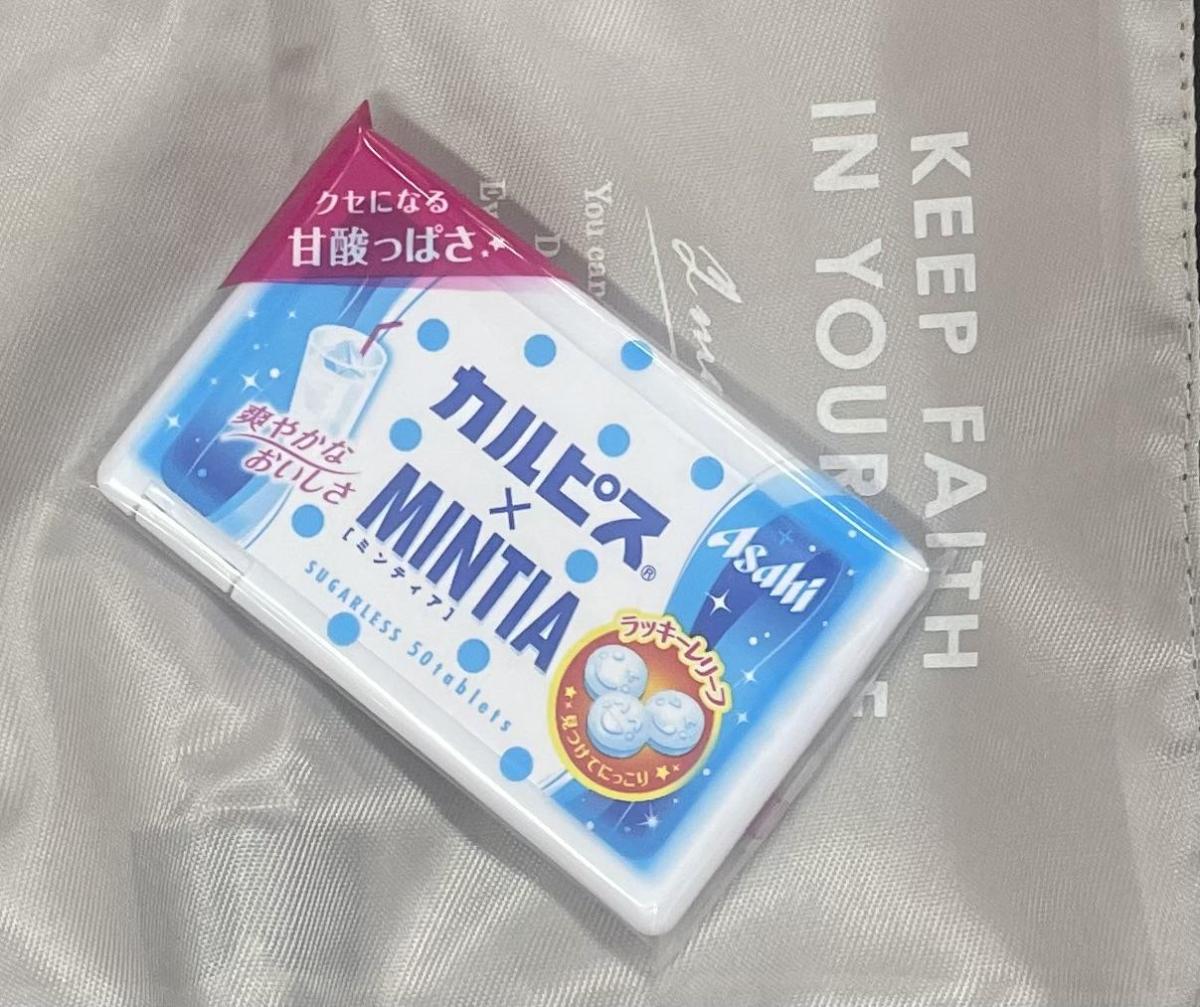 クセになる
甘酸っぱさ
爽やかな
おいしさ
カルピス®
×
MINTIA
[ミンティア]
SUGARLESS 50tablets
Asahi
ラッキーレリーフ
見つけてにっこり
KEEP FAITH
IN YOUR
You can